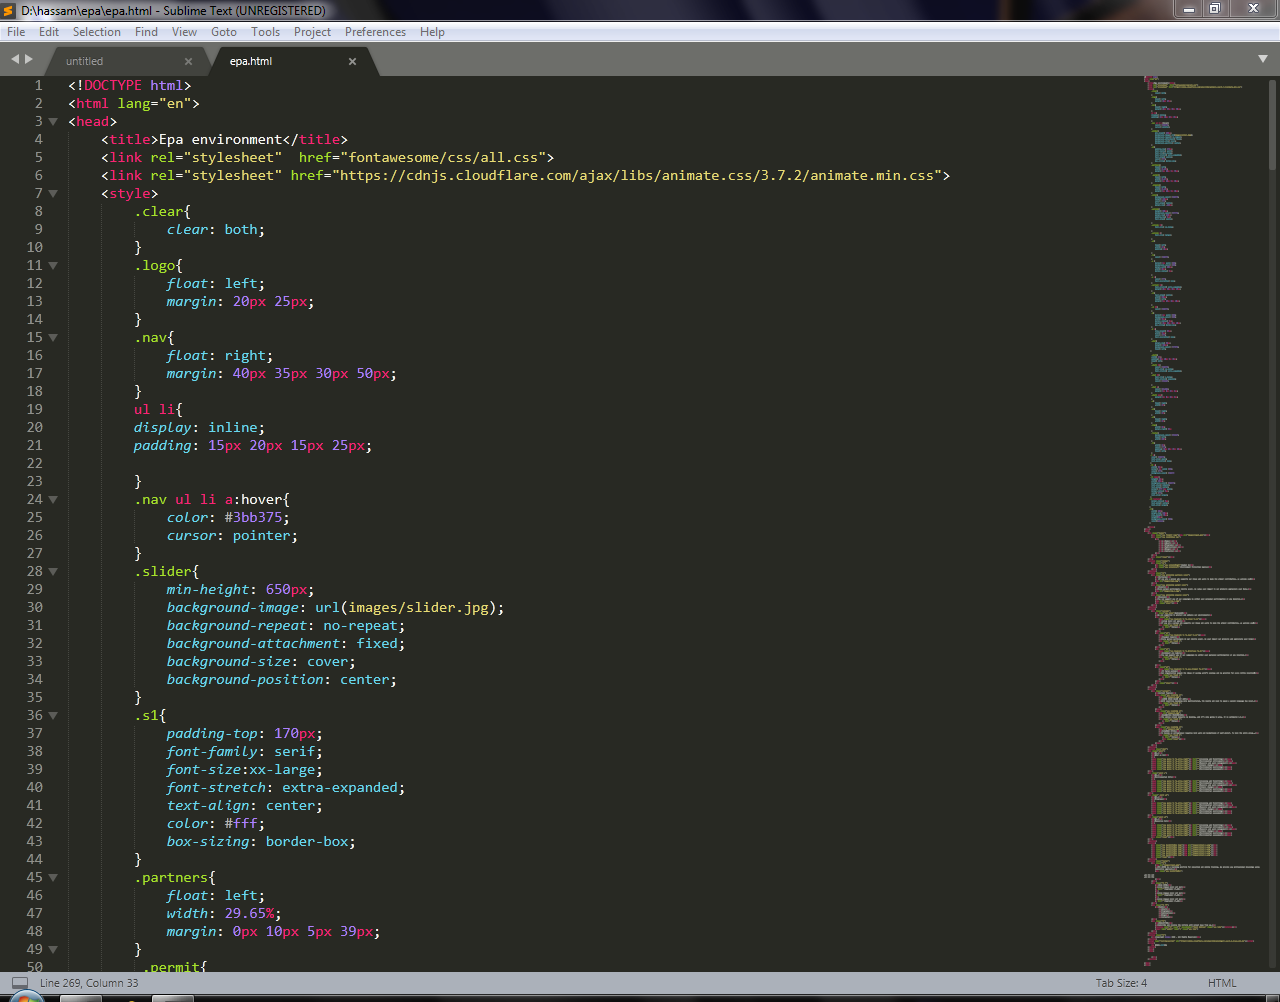 D:\hassam\epa\epa.html - Sublime Text (UNREGISTERED)
File Edit Selection Find View Goto Tools Project Preferences Help
untitled epa.html
1 <!DOCTYPE html>
2 <html lang="en">
3 <head>
4 <title>Epa environment</title>
5 <link rel="stylesheet"  href="fontawesome/css/all.css">
6 <link rel="stylesheet" href="https://cdnjs.cloudflare.com/ajax/libs/animate.css/3.7.2/animate.min.css">
7 <style>
8 .clear{
9 clear: both;
10 }
11 .logo{
12 float: left;
13 margin: 20px 25px;
14 }
15 .nav{
16 float: right;
17 margin: 40px 35px 30px 50px;
18 }
19 ul li{
20 display: inline;
21 padding: 15px 20px 15px 25px;
22
23 }
24 .nav ul li a:hover{
25 color: #3bb375;
26 cursor: pointer;
27 }
28 .slider{
29 min-height: 650px;
30 background-image: url(images/slider.jpg);
31 background-repeat: no-repeat;
32 background-attachment: fixed;
33 background-size: cover;
34 background-position: center;
35 }
36 .s1{
37 padding-top: 170px;
38 font-family: serif;
39 font-size:xx-large;
40 font-stretch: extra-expanded;
41 text-align: center;
42 color: #fff;
43 box-sizing: border-box;
44 }
45 .partners{
46 float: left;
47 width: 29.65%;
48 margin: 0px 10px 5px 39px;
49 }
50 .permit{
Line 269, Column 33 Tab Size: 4 HTML